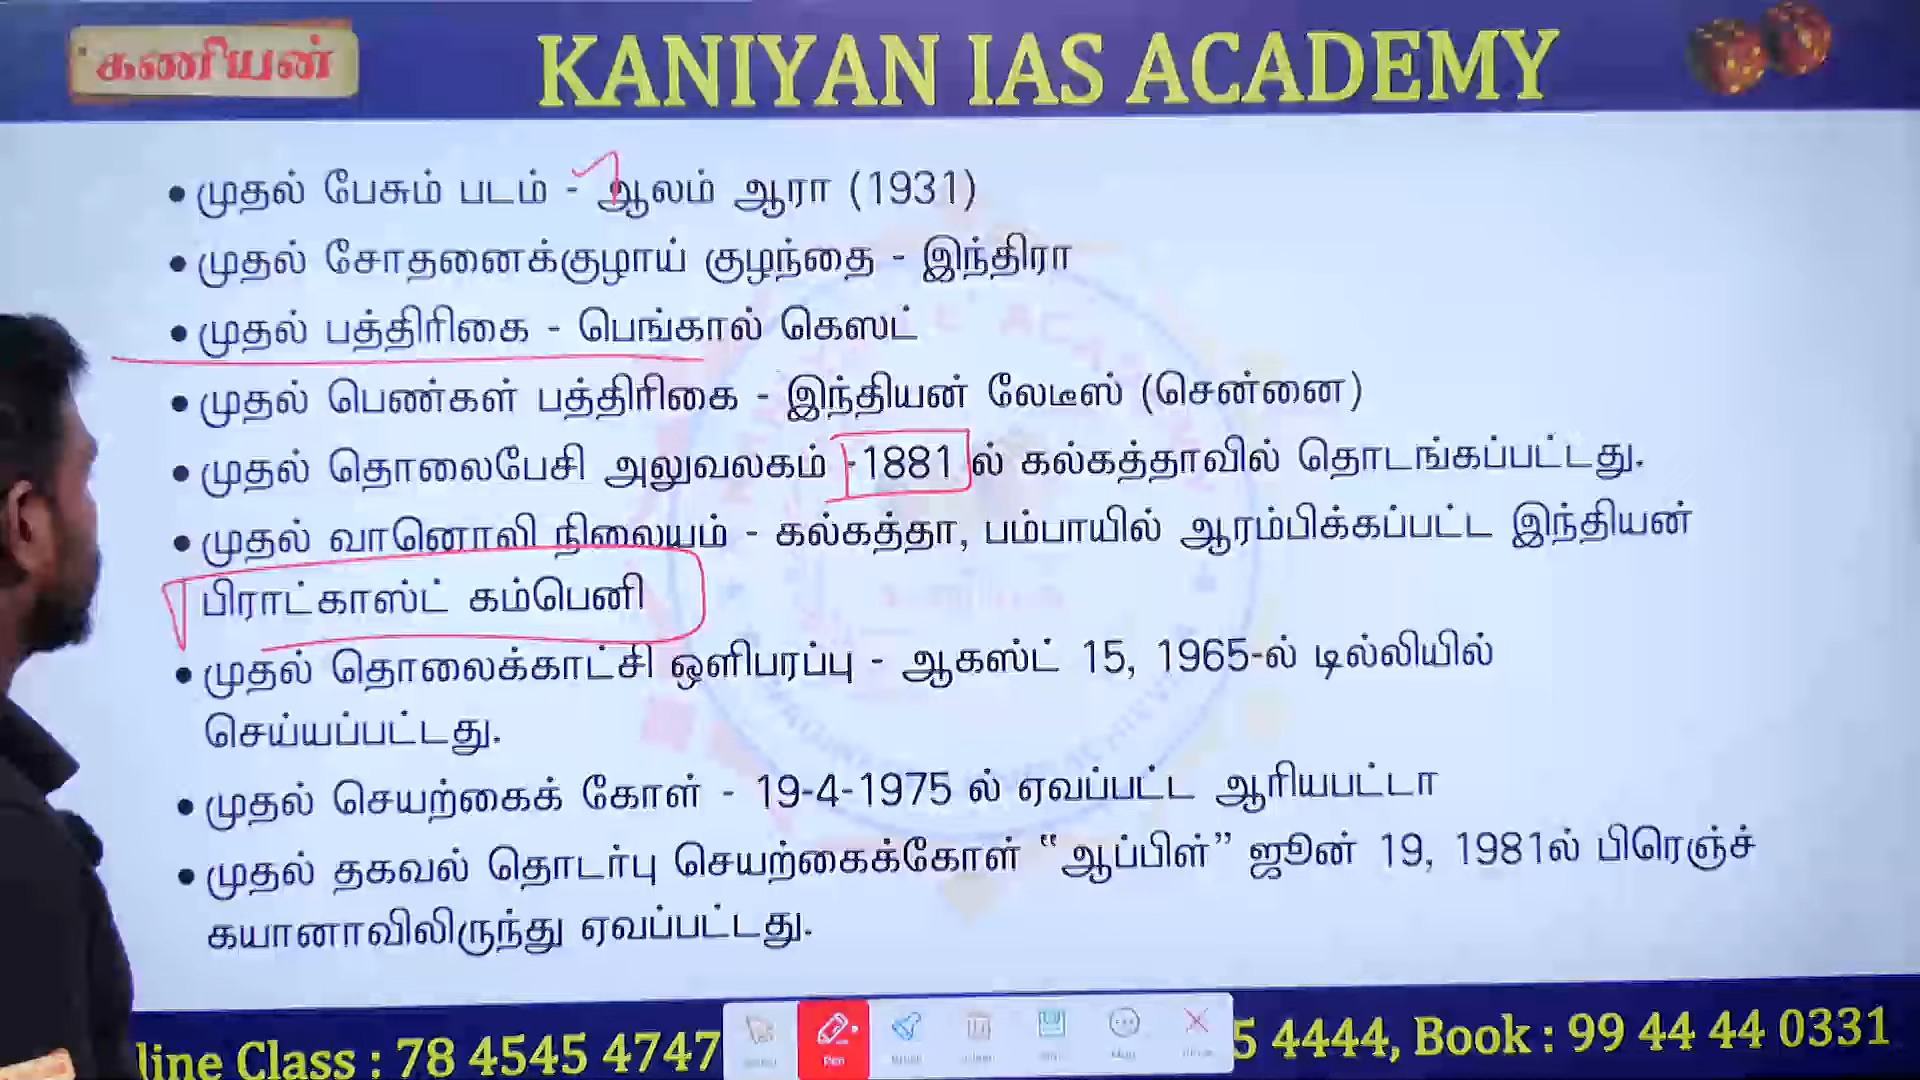 கணியன்
KANIYAN IAS ACADEMY
• முதல் பேசும் படம் - ஆலம் ஆரா (1931)
• முதல் சோதனைக்குழாய் குழந்தை - இந்திரா
• முதல் பத்திரிகை - பெங்கால் கெஸட்
• முதல் பெண்கள் பத்திரிகை - இந்தியன் லேடீஸ் (சென்னை)
• முதல் தொலைபேசி அலுவலகம் -1881 ல் கல்கத்தாவில் தொடங்கப்பட்டது.
• முதல் வானொலி நிலையம் - கல்கத்தா, பம்பாயில் ஆரம்பிக்கப்பட்ட இந்தியன்
பிராட்காஸ்ட் கம்பெனி
• முதல் தொலைக்காட்சி ஒளிபரப்பு - ஆகஸ்ட் 15, 1965-ல் டில்லியில்
செய்யப்பட்டது.
• முதல் செயற்கைக் கோள் - 19-4-1975 ல் ஏவப்பட்ட ஆரியபட்டா
• முதல் தகவல் தொடர்பு செயற்கைக்கோள் “ஆப்பிள்” ஜூன் 19, 1981ல் பிரெஞ்ச்
கயானாவிலிருந்து ஏவப்பட்டது.
line Class : 78 4545 4747 5 4444, Book : 99 44 44 0331
Pen